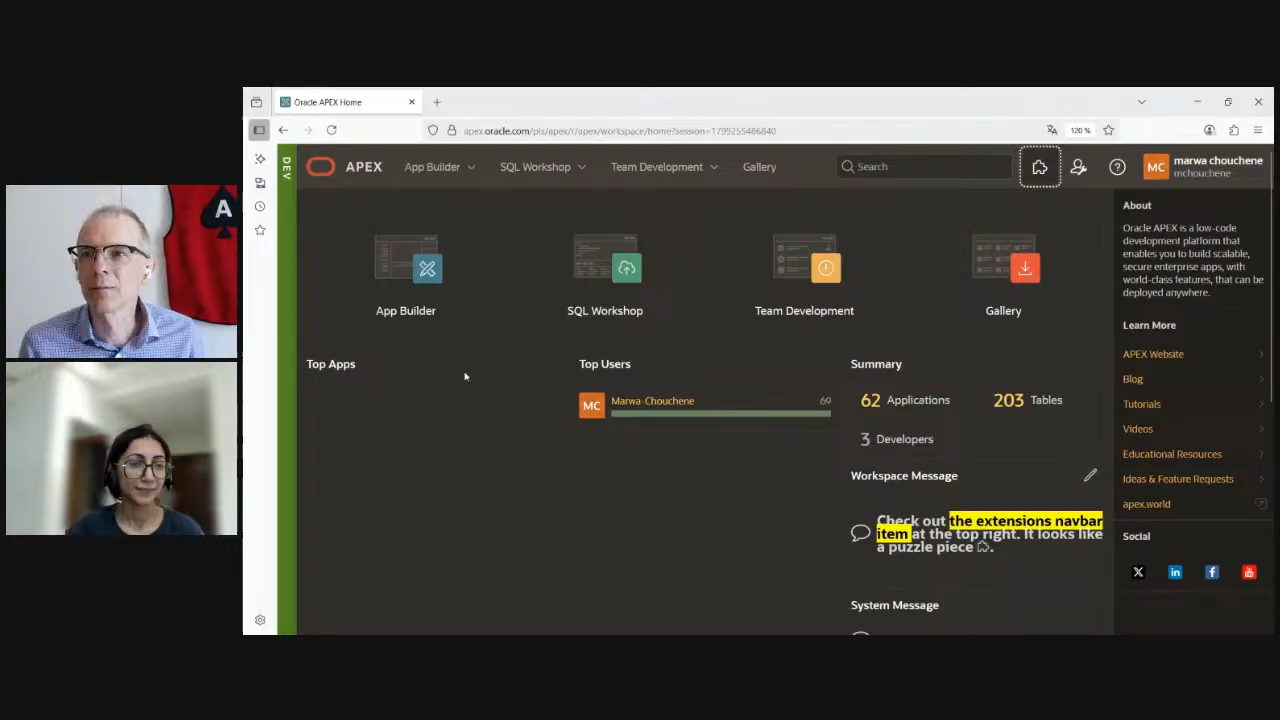 A
Oracle APEX Home
apex.oracle.com/pls/apex/r/apex/workspace/home?session=1799255486840
120 %
DEV
APEX
App Builder
SQL Workshop
Team Development
Gallery
Search
MC
marwa chouchene
mchouchene
App Builder
SQL Workshop
Team Development
Gallery
Top Apps
Top Users
MC
Marwa-Chouchene
69
Summary
62 Applications
203 Tables
3 Developers
Workspace Message
Check out the extensions navbar
item at the top right. It looks like
a puzzle piece .
System Message
About
Oracle APEX is a low-code
development platform that
enables you to build scalable,
secure enterprise apps, with
world-class features, that can be
deployed anywhere.
Learn More
APEX Website
Blog
Tutorials
Videos
Educational Resources
Ideas & Feature Requests
apex.world
Social